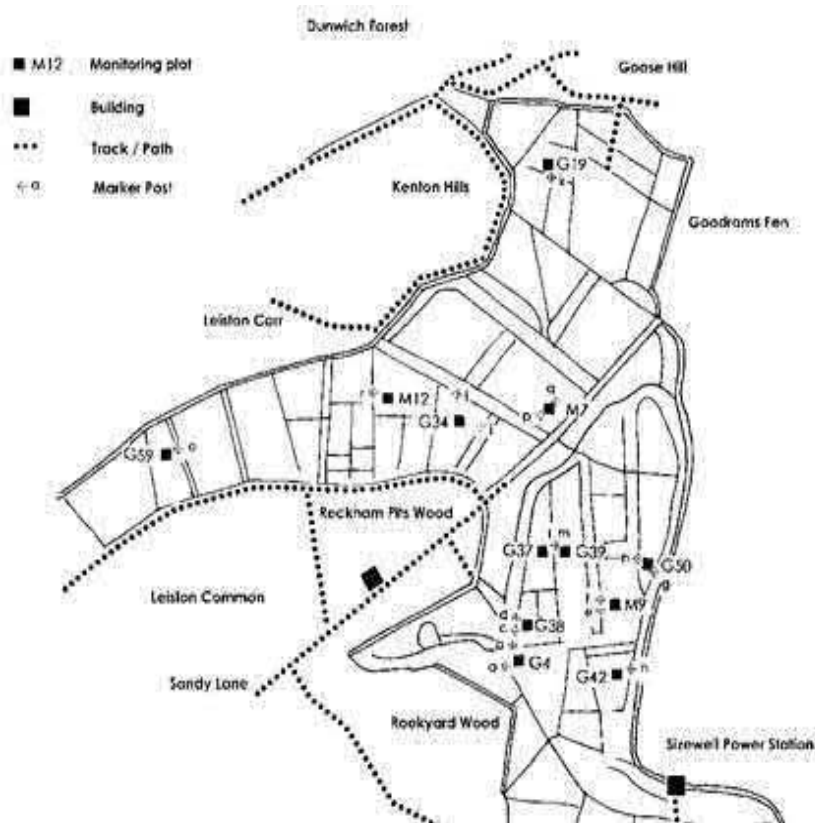 Dunwich Forest
M12 Monitoring plot
Goose Hill
Building
Track / Path
G19
Marker Post
Kenton Hills
Goodrams Fen
Leiston Carr
M12
G34
M7
G59
Reckham Pits Wood
G37
G39
G50
Leiston Common
M9
G38
G4
G42
Sandy Lane
Rookyard Wood
Sizewell Power Station